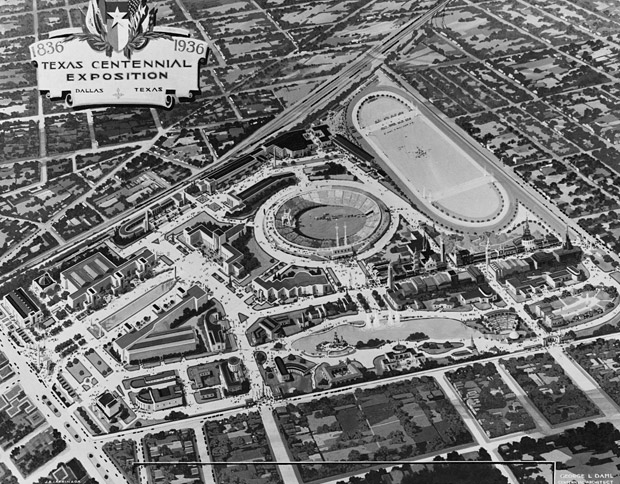 1836 1936
TEXAS CENTENNIAL
EXPOSITION
DALLAS TEXAS
GEORGE L DAHL